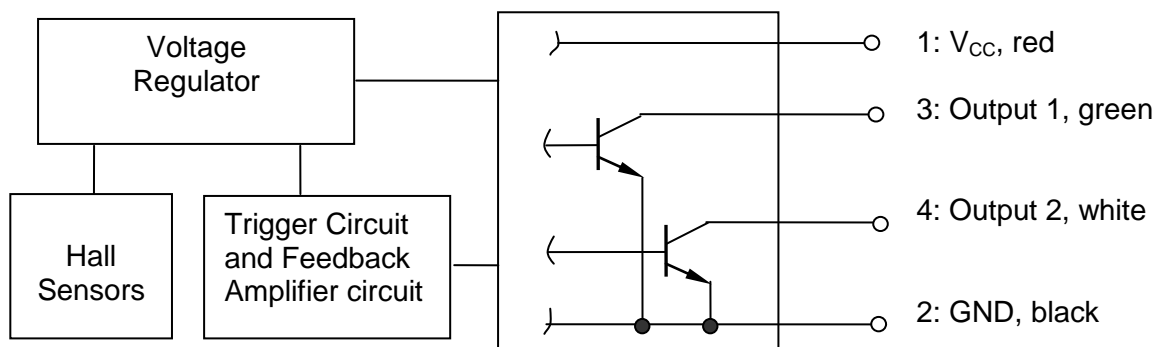 Voltage
Regulator
Hall
Sensors
Trigger Circuit
and Feedback
Amplifier circuit
1: VCC, red
3: Output 1, green
4: Output 2, white
2: GND, black